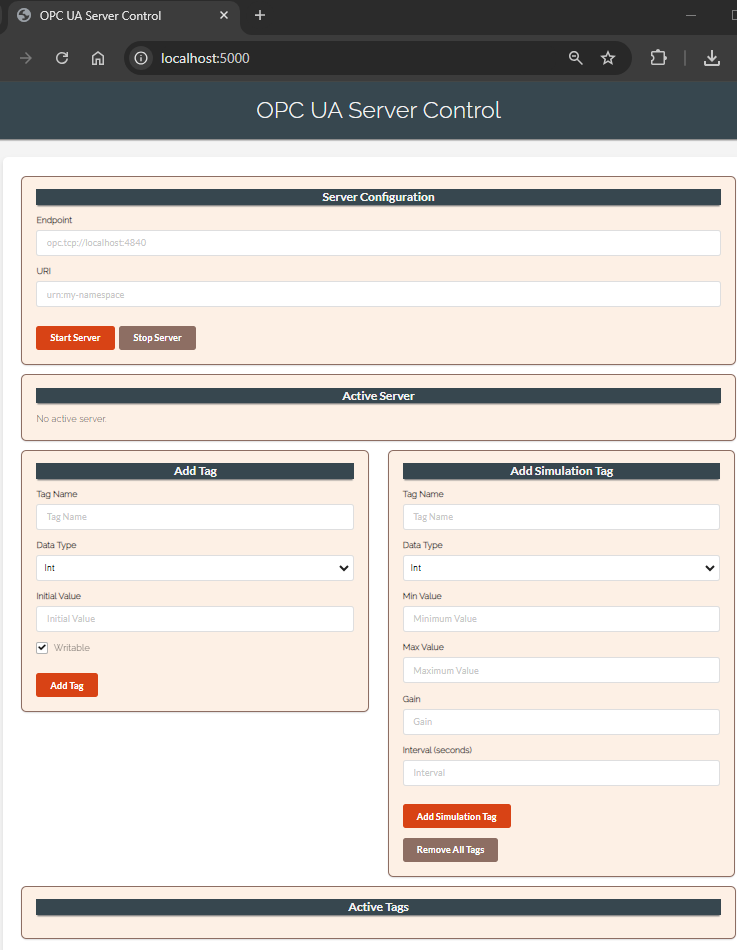 OPC UA Server Control
localhost:5000
OPC UA Server Control
Server Configuration
Endpoint
opc.tcp://localhost:4840
URI
urn:my-namespace
Start Server Stop Server
Active Server
No active server.
Add Tag
Tag Name
Tag Name
Data Type
Int
Initial Value
Initial Value
Writable
Add Tag
Add Simulation Tag
Tag Name
Tag Name
Data Type
Int
Min Value
Minimum Value
Max Value
Maximum Value
Gain
Gain
Interval (seconds)
Interval
Add Simulation Tag
Remove All Tags
Active Tags